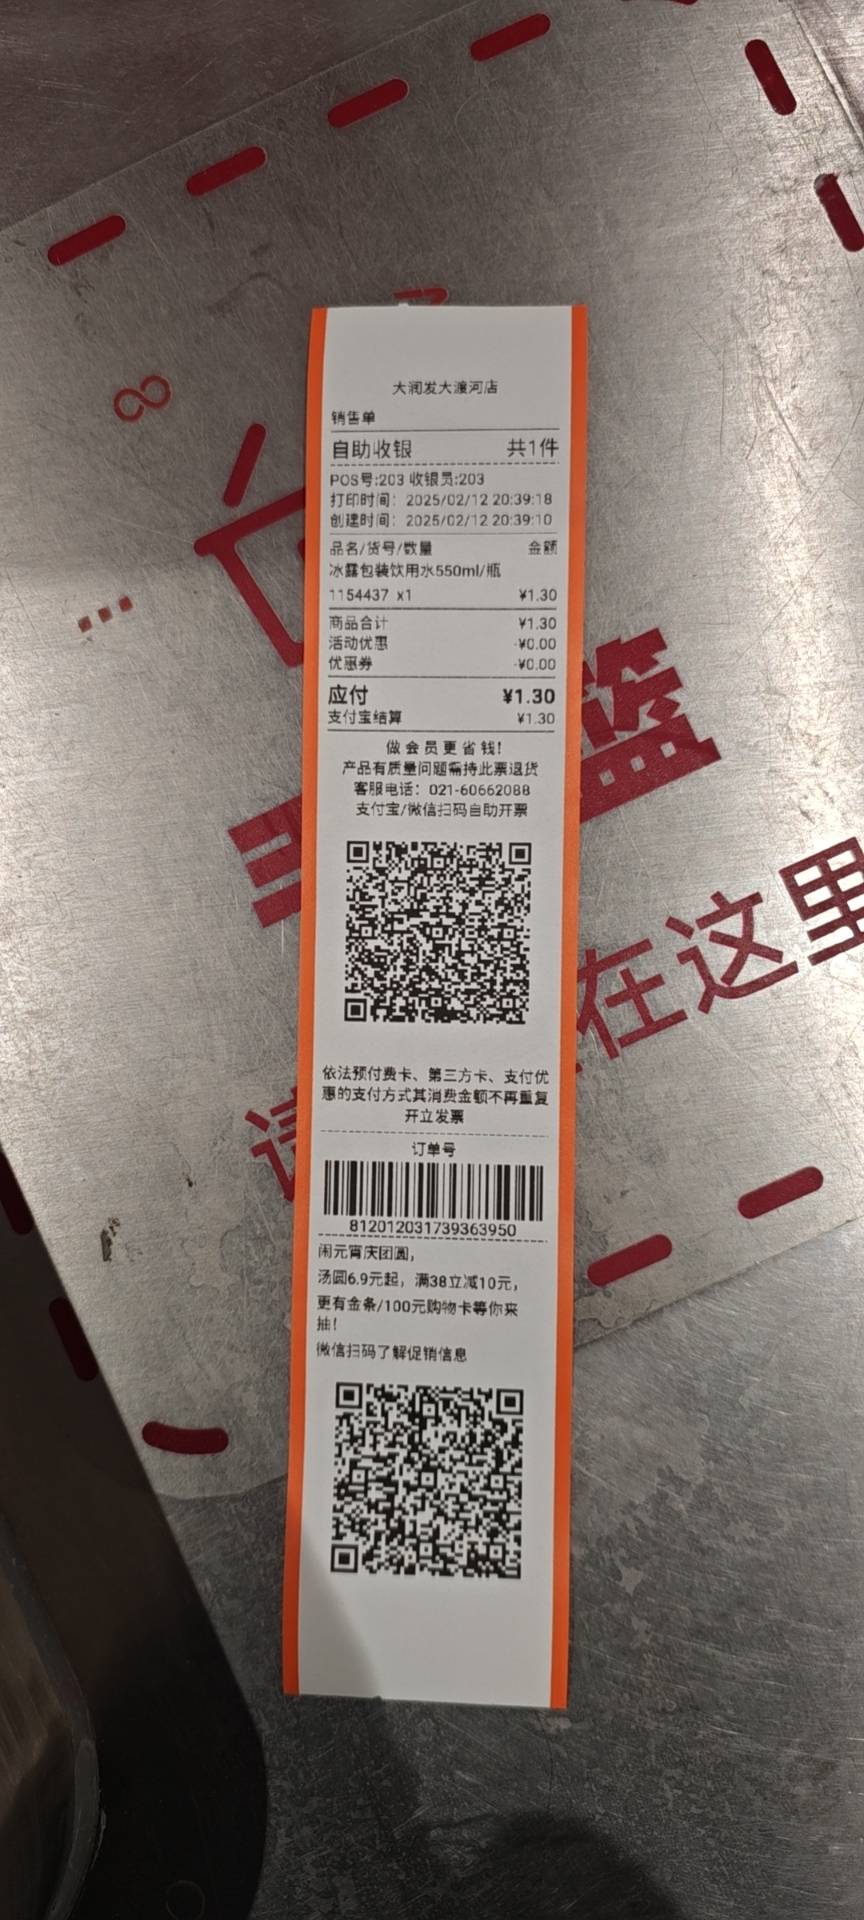 大润发大渡河店
销售单
自助收银 共1件
POS号:203 收银员:203
打印时间: 2025/02/12 20:39:18
创建时间: 2025/02/12 20:39:10
品名/货号/数量 金额
冰露包装饮用水550ml/瓶
1154437 x1 ¥1.30
商品合计 ¥1.30
活动优惠 -¥0.00
优惠券 -¥0.00
应付 ¥1.30
支付宝结算 ¥1.30
做会员更省钱!
产品有质量问题需持此票退货
客服电话: 021-60662088
支付宝/微信扫码自助开票
依法预付费卡、第三方卡、支付优
惠的支付方式其消费金额不再重复
开立发票
订单号
812012031739363950
闹元宵庆团圆,
汤圆6.9元起, 满38立减10元,
更有金条/100元购物卡等你来
抽!
微信扫码了解促销信息
篮
请
在这里